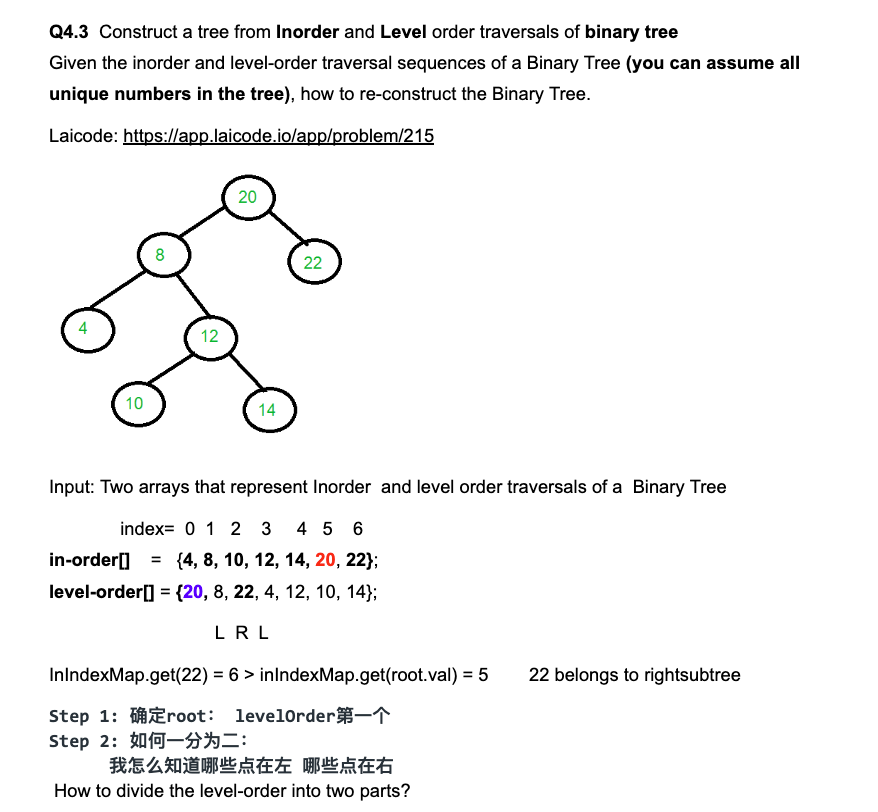 Q4.3 Construct a tree from Inorder and Level order traversals of binary tree
Given the inorder and level-order traversal sequences of a Binary Tree (you can assume all
unique numbers in the tree), how to re-construct the Binary Tree.
Laicode: https://app.laicode.io/app/problem/215
20
8
22
4
12
10
14
Input: Two arrays that represent Inorder and level order traversals of a Binary Tree
index= 0 1 2 3 4 5 6
in-order[] = {4, 8, 10, 12, 14, 20, 22};
level-order[] = {20, 8, 22, 4, 12, 10, 14};
L R L
InIndexMap.get(22) = 6 > inIndexMap.get(root.val) = 5 22 belongs to rightsubtree
Step 1: 确定root: levelOrder第一个
Step 2: 如何一分为二:
我怎么知道哪些点在左 哪些点在右
How to divide the level-order into two parts?